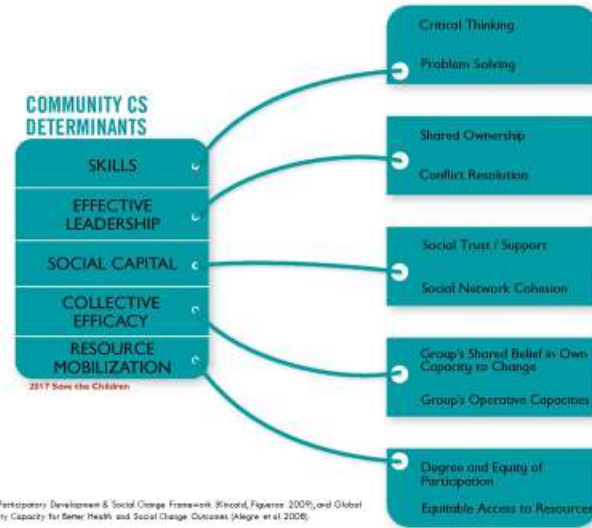 COMMUNITY CS
DETERMINANTS
SKILLS
EFFECTIVE
LEADERSHIP
SOCIAL CAPITAL
COLLECTIVE
EFFICACY
RESOURCE
MOBILIZATION
2017 Save the Children
Critical Thinking
Problem Solving
Shared Ownership
Conflict Resolution
Social Trust / Support
Social Network Cohesion
Group's Shared Belief in Own
Capacity to Change
Group's Operative Capacities
Degree and Equity of
Participation
Equitable Access to Resources
Participatory Development & Social Change Framework (Kincaid, Figueroa 2009), and Global
Capacity for Better Health and Social Change Outcomes (Alegre et al 2008).